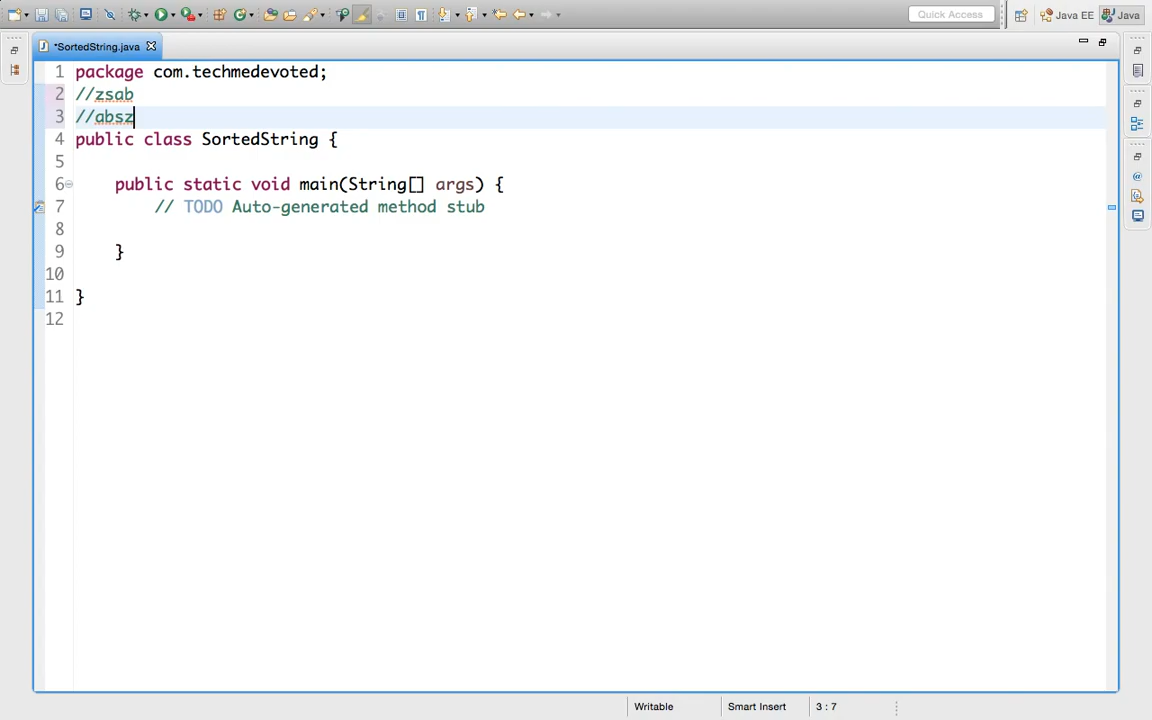 Quick Access
Java EE
Java
*SortedString.java
1 package com.techmedevoted;
2 //zsab
3 //absz
4 public class SortedString {
5
6 public static void main(String[] args) {
7 // TODO Auto-generated method stub
8
9 }
10
11 }
12
Writable
Smart Insert
3 : 7